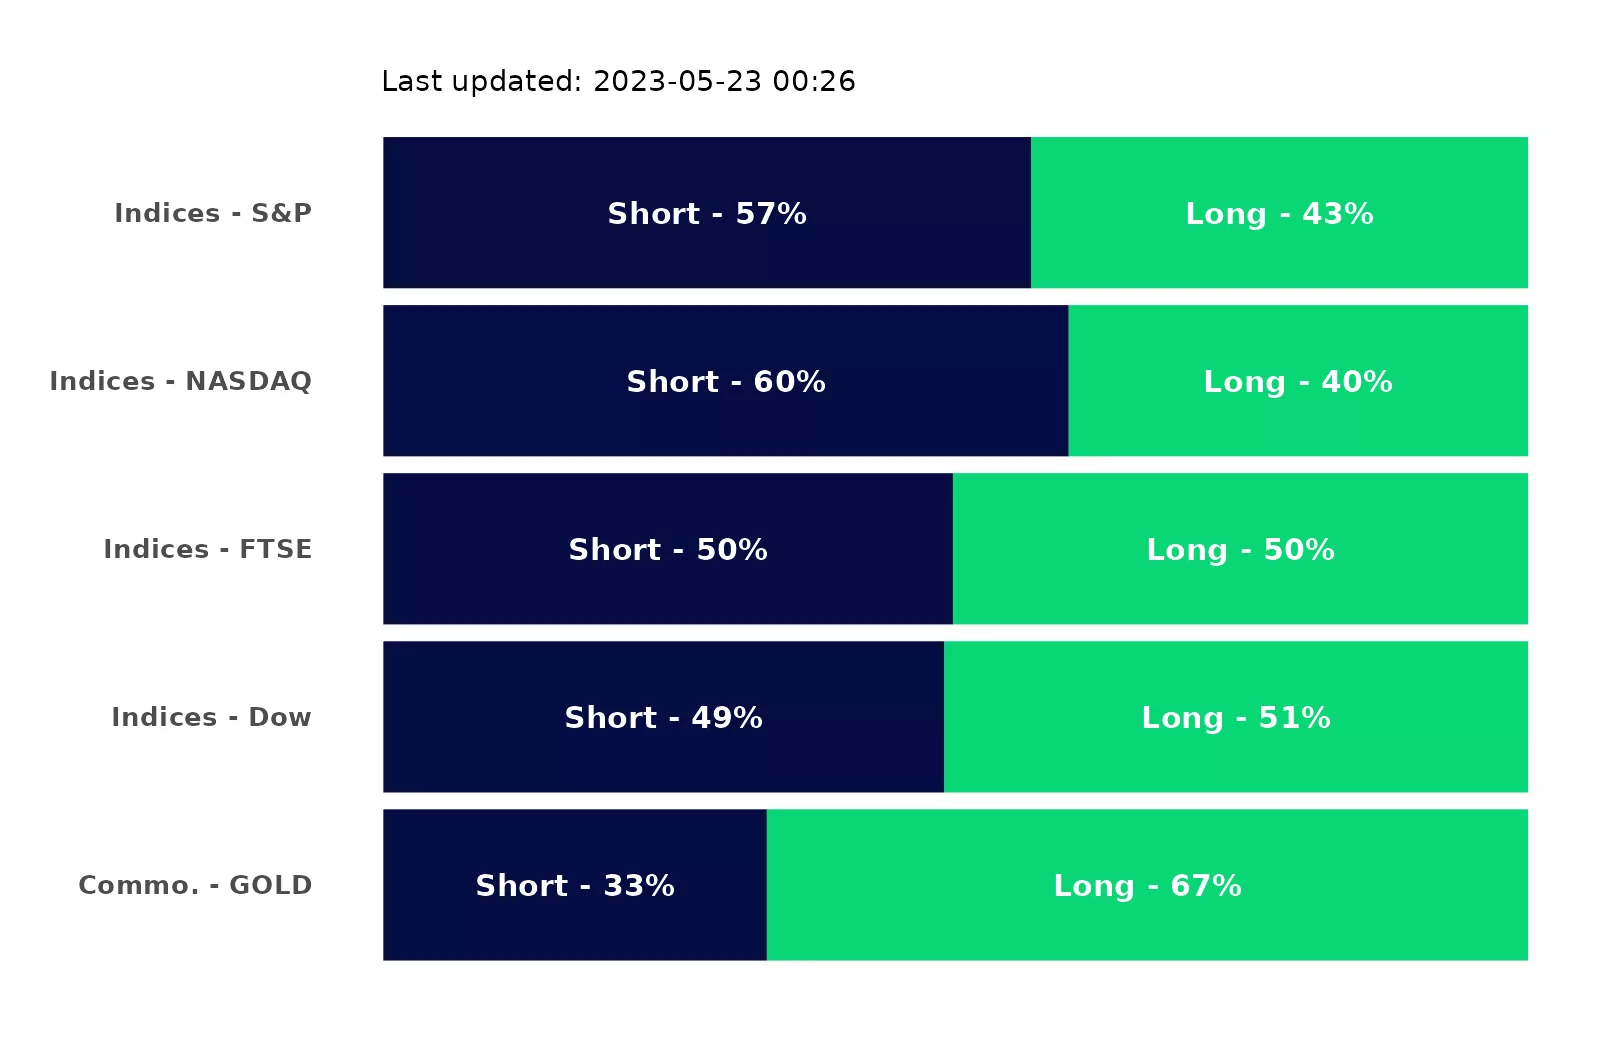 Last updated: 2023-05-23 00:26
Indices - S&P Short - 57% Long - 43%
Indices - NASDAQ Short - 60% Long - 40%
Indices - FTSE Short - 50% Long - 50%
Indices - Dow Short - 49% Long - 51%
Commo. - GOLD Short - 33% Long - 67%